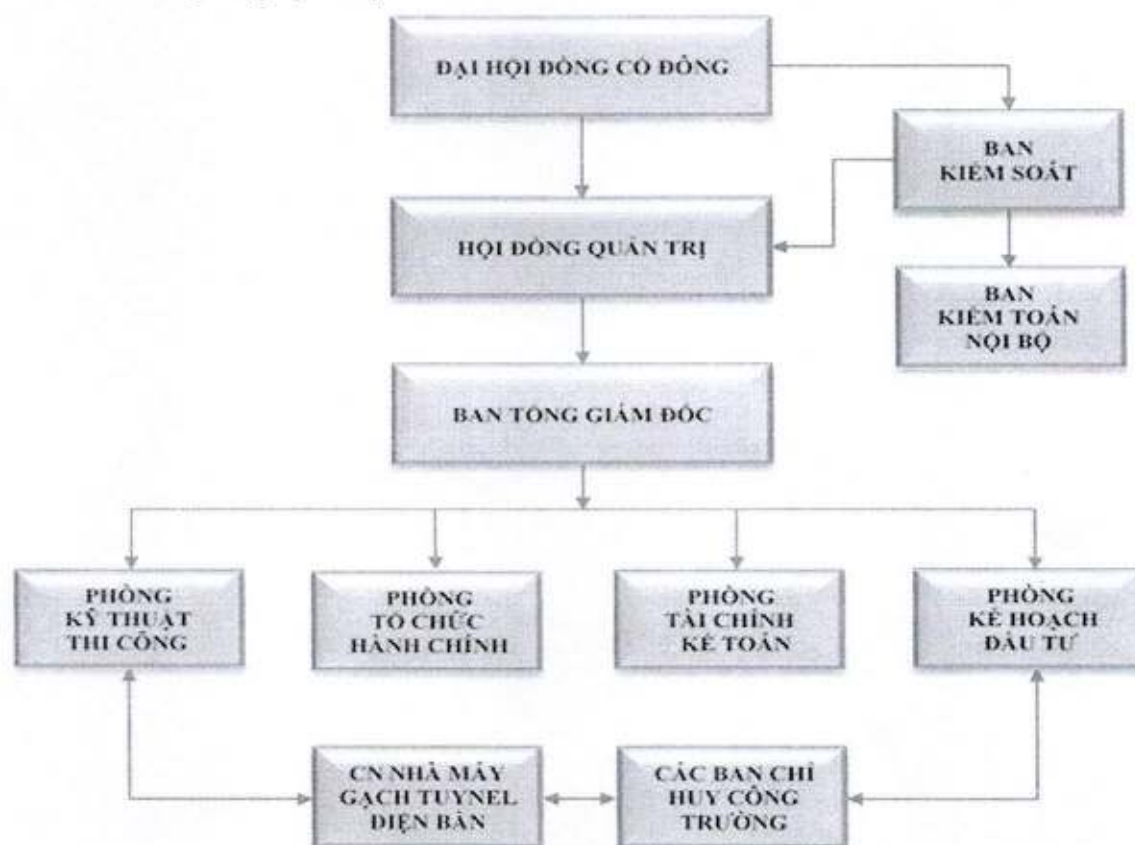 ĐẠI HỘI ĐỒNG CỔ ĐÔNG
BAN
KIỂM SOÁT
HỘI ĐỒNG QUẢN TRỊ
BAN
KIỂM TOÁN
NỘI BỘ
BAN TỔNG GIÁM ĐỐC
PHÒNG
KỸ THUẬT
THI CÔNG
PHÒNG
TỔ CHỨC
HÀNH CHÍNH
PHÒNG
TÀI CHÍNH
KẾ TOÁN
PHÒNG
KẾ HOẠCH
ĐẦU TƯ
CN NHÀ MÁY
GẠCH TUYNEL
ĐIỆN BÀN
CÁC BAN CHỈ
HUY CÔNG
TRƯỜNG